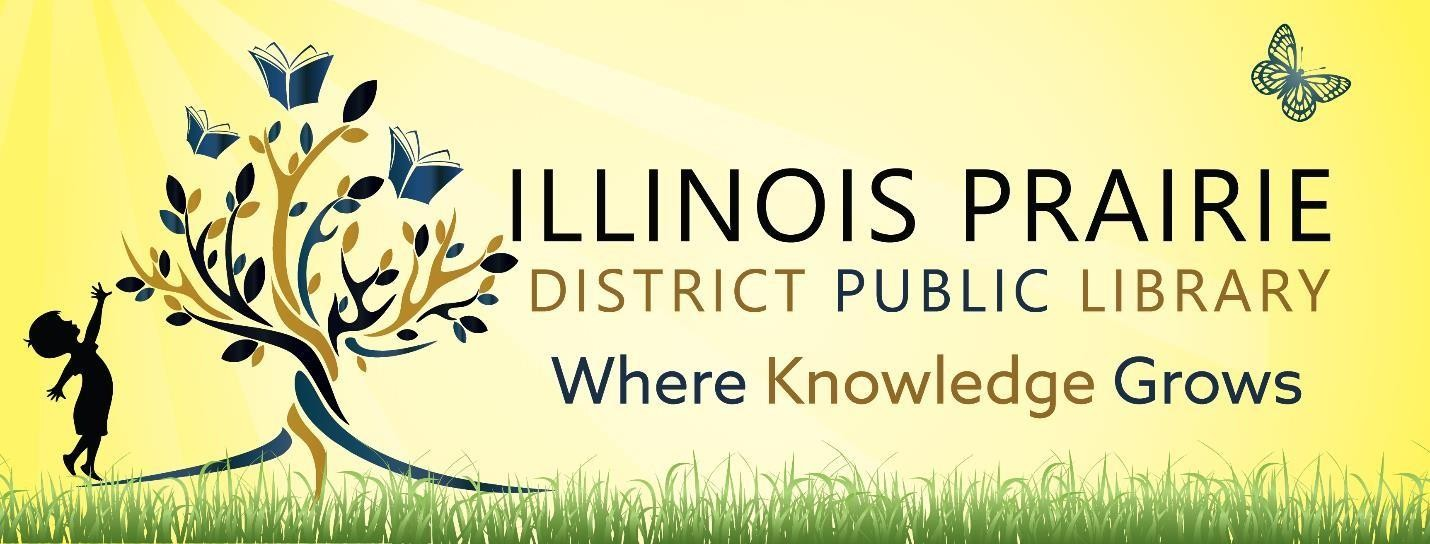 ILLINOIS PRAIRIE
DISTRICT PUBLIC LIBRARY
Where Knowledge Grows